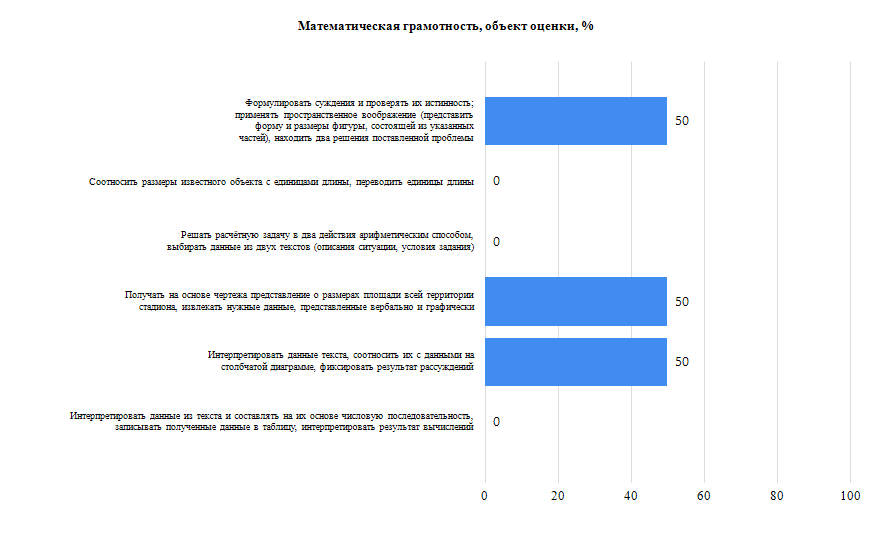 Математическая грамотность, объект оценки, %
Формулировать суждения и проверять их истинность;
применять пространственное воображение (представить
форму и размеры фигуры, состоящей из указанных
частей), находить два решения поставленной проблемы
50
Соотносить размеры известного объекта с единицами длины, переводить единицы длины
0
Решать расчётную задачу в два действия арифметическим способом,
выбирать данные из двух текстов (описания ситуации, условия задания)
0
Получать на основе чертежа представление о размерах площади всей территории
стадиона, извлекать нужные данные, представленные вербально и графически
50
Интерпретировать данные текста, соотносить их с данными на
столбчатой диаграмме, фиксировать результат рассуждений
50
Интерпретировать данные из текста и составлять на их основе числовую последовательность,
записывать полученные данные в таблицу, интерпретировать результат вычислений
0
0 20 40 60 80 100